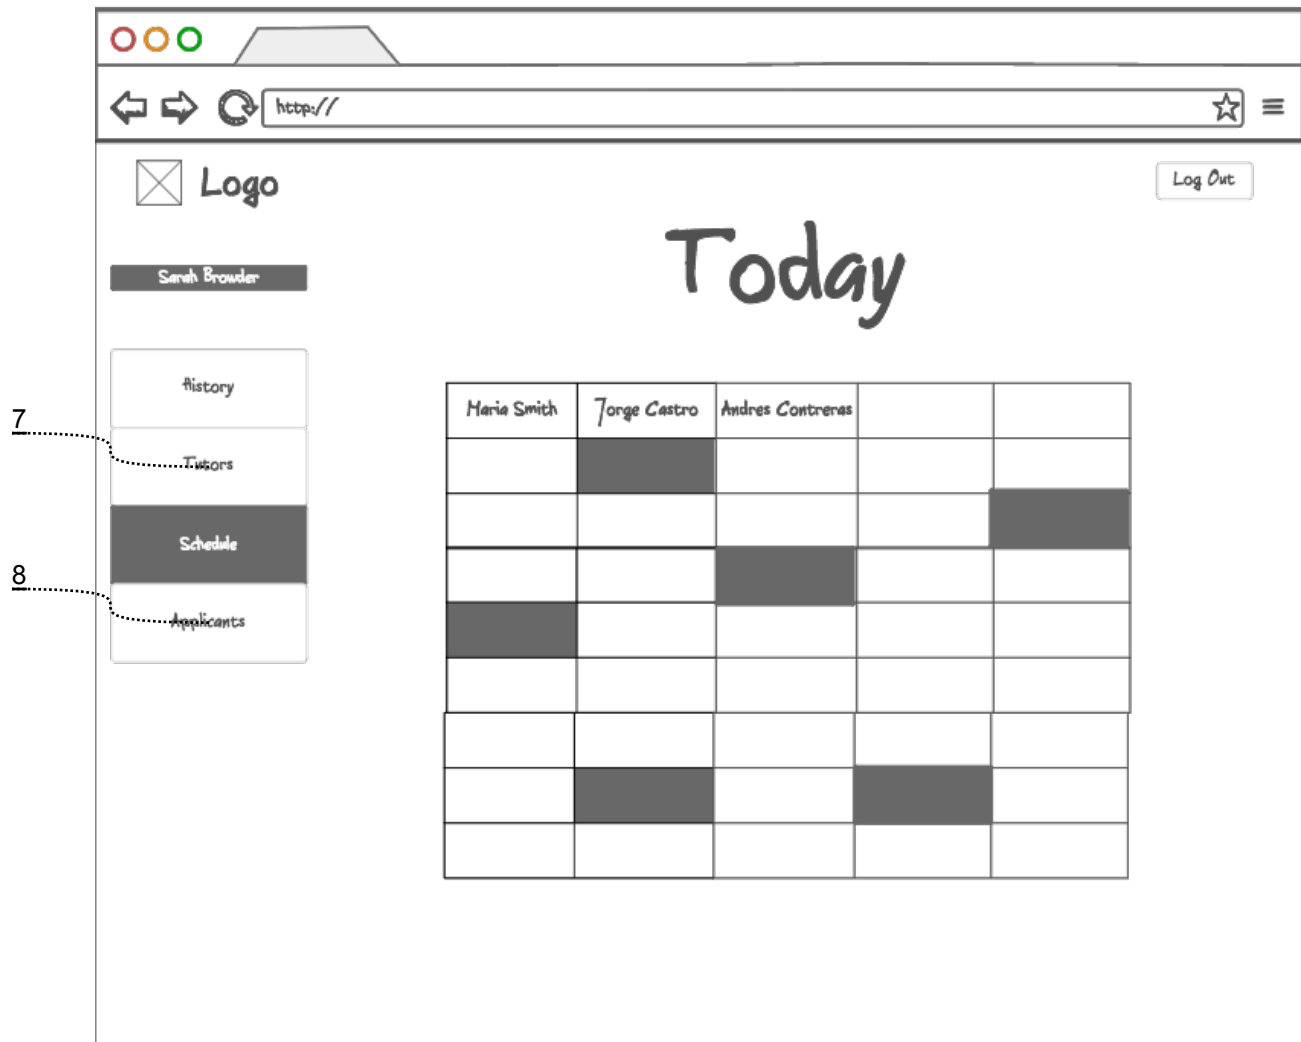 http://
Logo
Log Out
Today
Sarah Browder
History
7
Tutors
Schedule
8
Applicants
Maria Smith Jorge Castro Andres Contreras